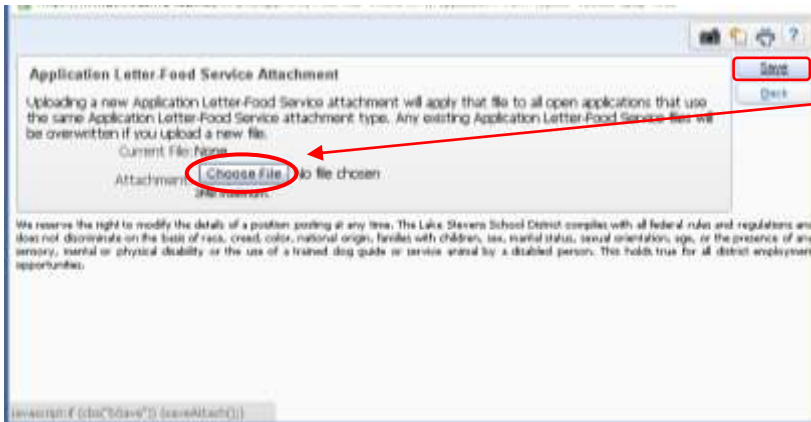 Application Letter-Food Service Attachment
Save
Back
Uploading a new Application Letter-Food Service attachment will apply that file to all open applications that use
the same Application Letter-Food Service attachment type. Any existing Application Letter-Food Service files will
be overwritten if you upload a new file.
Current File: None
Attachment: Choose File No file chosen
We reserve the right to modify the details of a position posting at any time. The Lake Stevens School District complies with all federal rules and regulations and
does not discriminate on the basis of race, creed, color, national origin, families with children, sex, marital status, sexual orientation, age, or the presence of any
sensory, mental or physical disability or the use of a trained dog guide or service animal by a disabled person. This holds true for all district employment
opportunities.